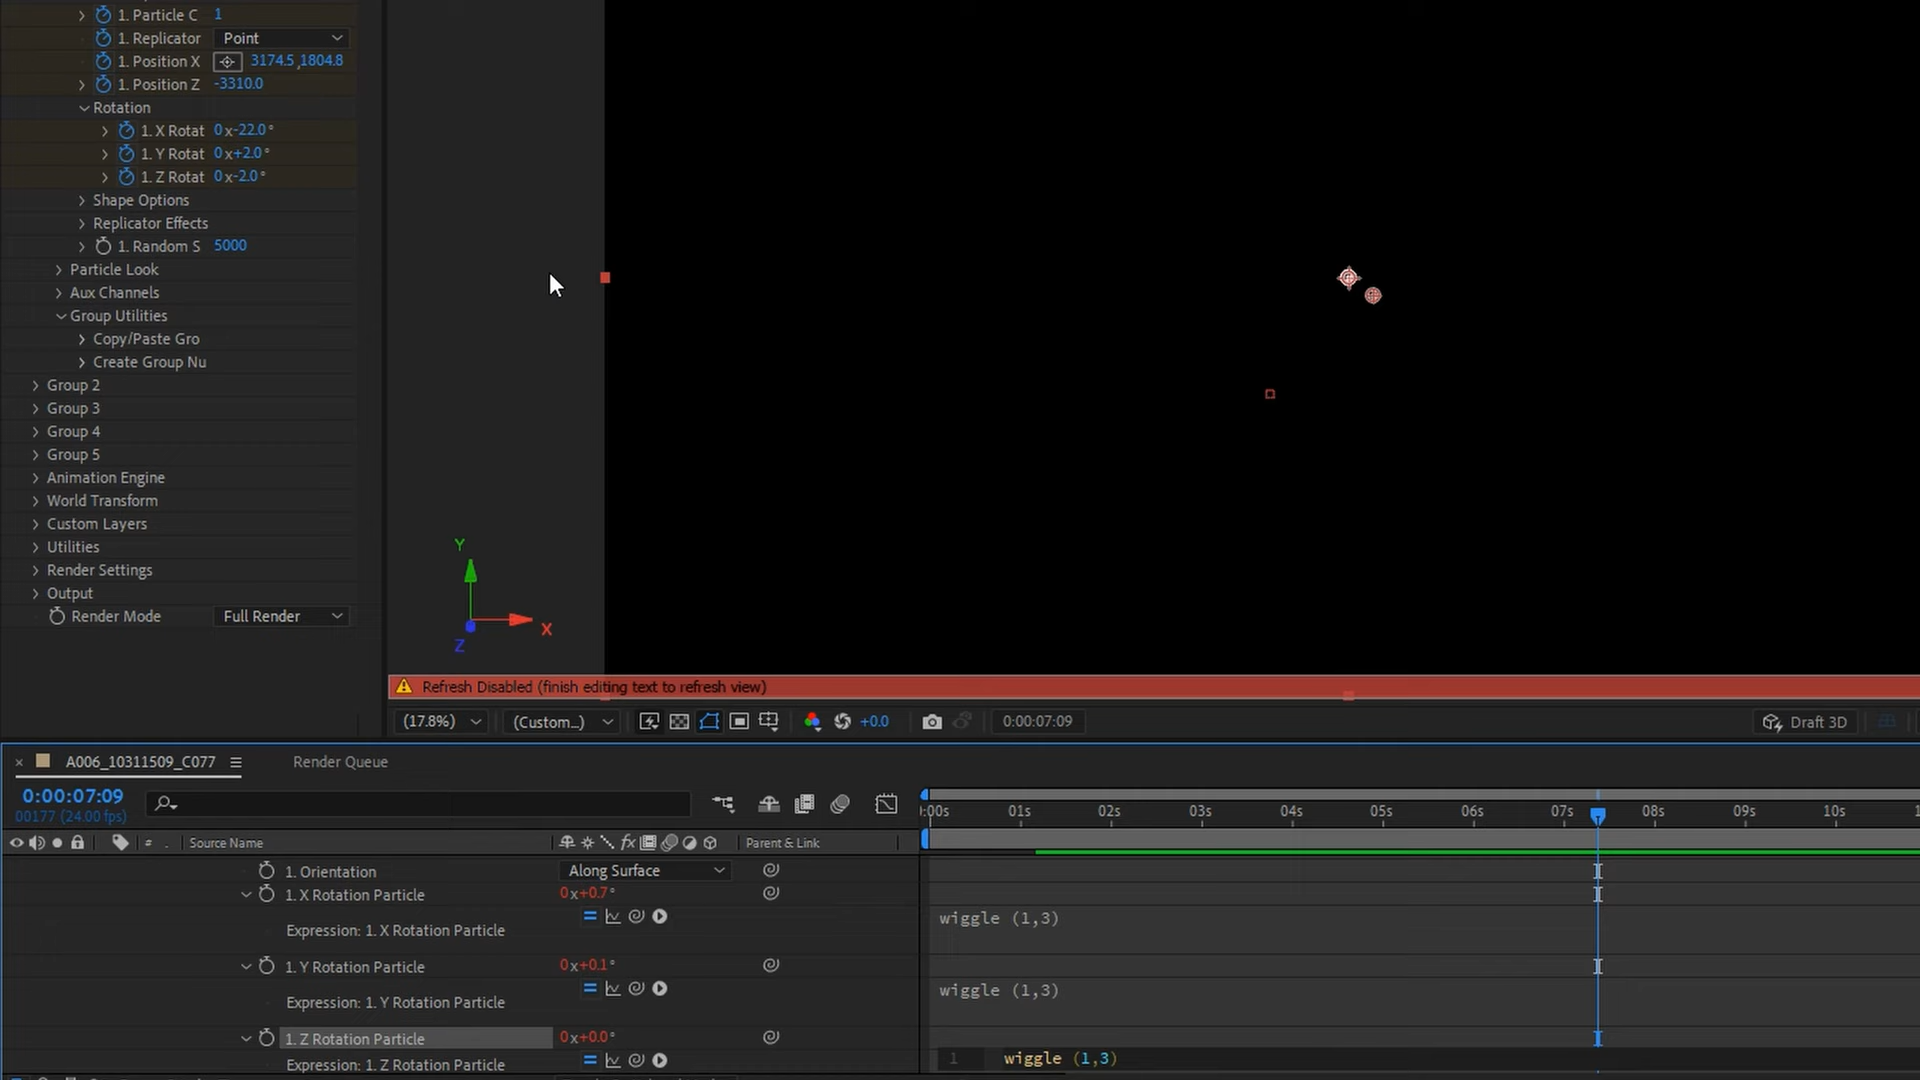 1. Particle C 1
1. Replicator Point
1. Position X 3174.5,1804.8
1. Position Z -3310.0
Rotation
1. X Rotat 0x-22.0°
1. Y Rotat 0x+2.0°
1. Z Rotat 0x-2.0°
Shape Options
Replicator Effects
1. Random S 5000
Particle Look
Aux Channels
Group Utilities
Copy/Paste Gro
Create Group Nu
Group 2
Group 3
Group 4
Group 5
Animation Engine
World Transform
Custom Layers
Utilities
Render Settings
Output
Render Mode Full Render
Y
X
Z
Refresh Disabled (finish editing text to refresh view)
(17.8%) (Custom...) +0.0 0:00:07:09 Draft 3D
A006_10311509_C077 Render Queue
0:00:07:09
00177 (24.00 fps)
:00s 01s 02s 03s 04s 05s 06s 07s 08s 09s 10s
Source Name Parent & Link
1. Orientation Along Surface
1. X Rotation Particle 0x+0.7°
Expression: 1. X Rotation Particle wiggle (1,3)
1. Y Rotation Particle 0x+0.1°
Expression: 1. Y Rotation Particle wiggle (1,3)
1. Z Rotation Particle 0x+0.0°
Expression: 1. Z Rotation Particle 1 wiggle (1,3)